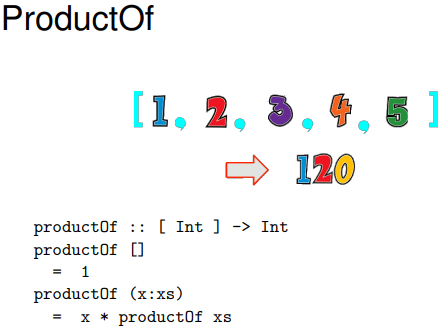 ProductOf
[1, 2, 3, 4, 5 ]
120
productOf :: [ Int ] -> Int
productOf []
  =  1
productOf (x:xs)
  =  x * productOf xs